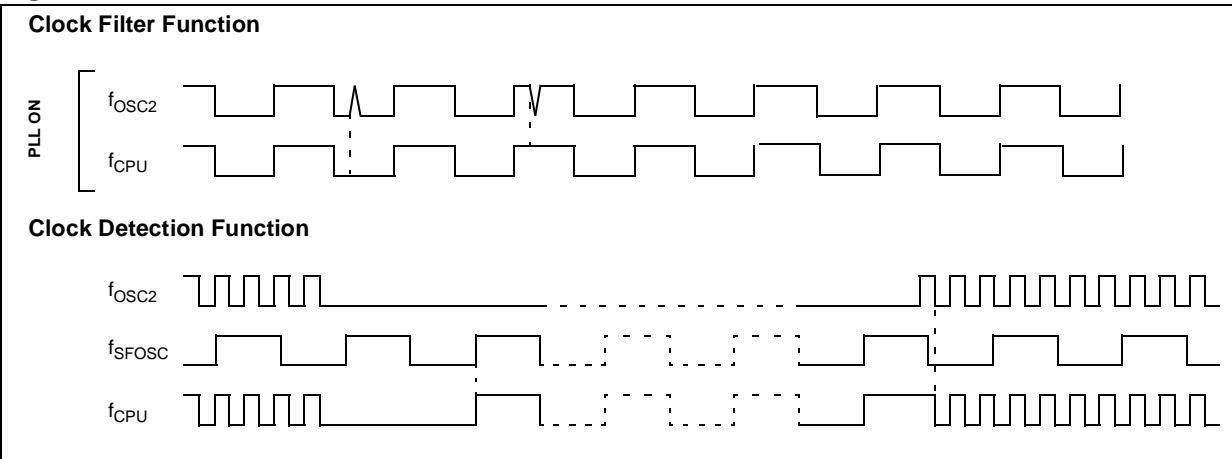 Clock Filter Function
PLL ON
fOSC2
fCPU
Clock Detection Function
fOSC2
fSFOSC
fCPU